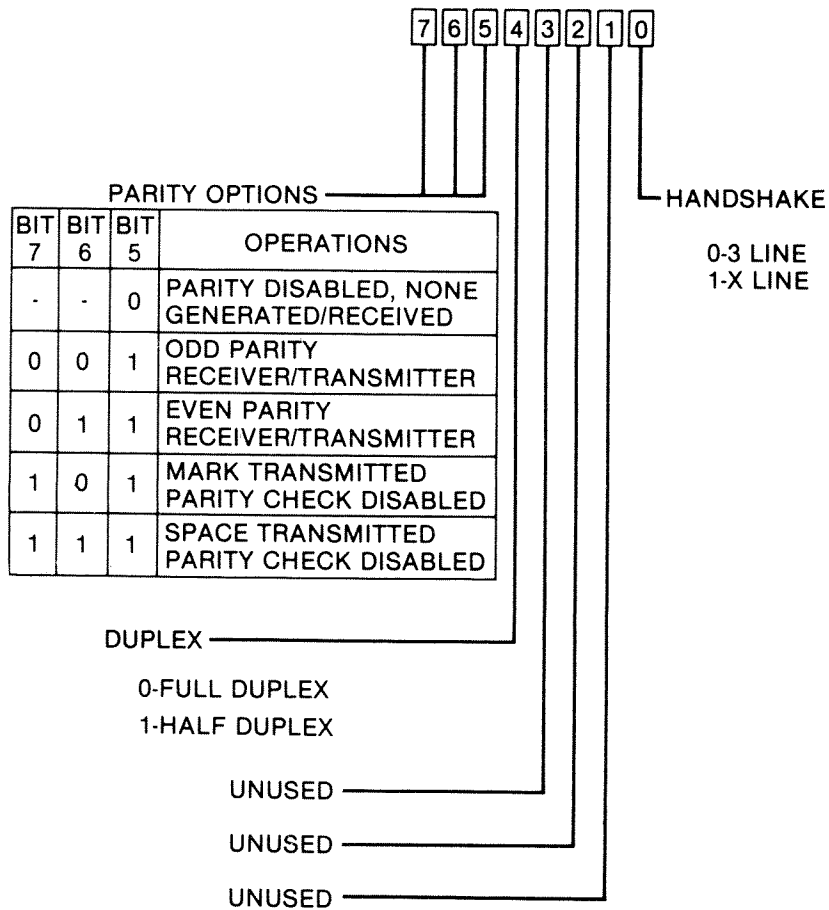 7 6 5 4 3 2 1 0
PARITY OPTIONS
HANDSHAKE
0-3 LINE
1-X LINE
BIT 7 BIT 6 BIT 5 OPERATIONS
- - 0 PARITY DISABLED, NONE
GENERATED/RECEIVED
0 0 1 ODD PARITY
RECEIVER/TRANSMITTER
0 1 1 EVEN PARITY
RECEIVER/TRANSMITTER
1 0 1 MARK TRANSMITTED
PARITY CHECK DISABLED
1 1 1 SPACE TRANSMITTED
PARITY CHECK DISABLED
DUPLEX
0-FULL DUPLEX
1-HALF DUPLEX
UNUSED
UNUSED
UNUSED